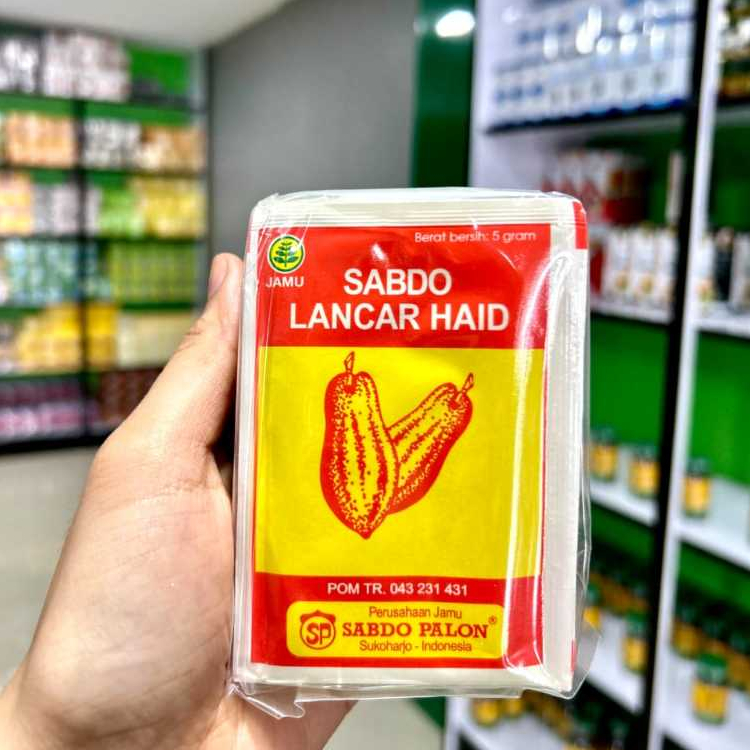 Berat bersih: 5 gram
JAMU
SABDO
LANCAR HAID
POM TR. 043 231 431
SP
Perusahaan Jamu
SABDO PALON®
Sukoharjo - Indonesia